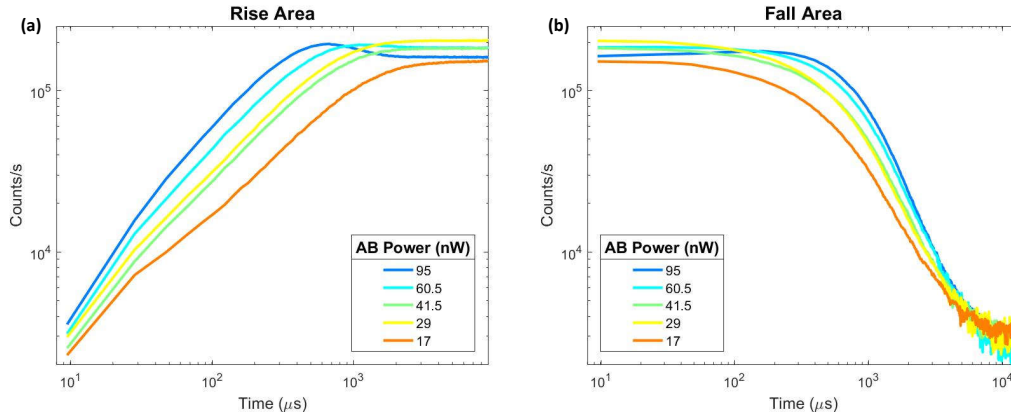 (a)
Rise Area
Counts/s
10^5
10^4
10^1
10^2
10^3
Time (μs)
AB Power (nW)
95
60.5
41.5
29
17
(b)
Fall Area
Counts/s
10^5
10^4
10^1
10^2
10^3
10^4
Time (μs)
AB Power (nW)
95
60.5
41.5
29
17